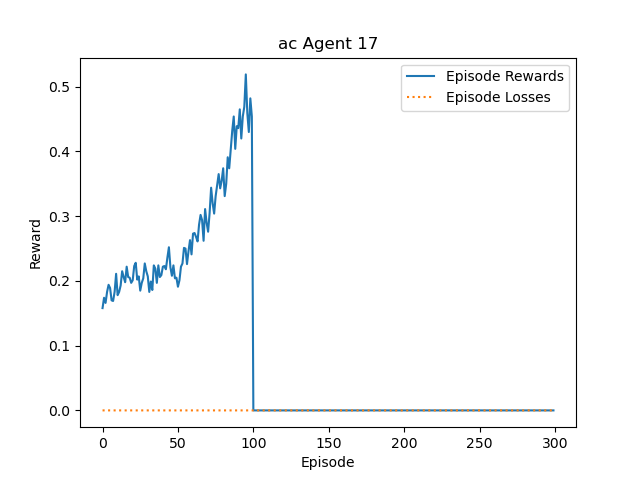 ac Agent 17
Episode Rewards
Episode Losses
Reward
0.5
0.4
0.3
0.2
0.1
0.0
0 50 100 150 200 250 300
Episode